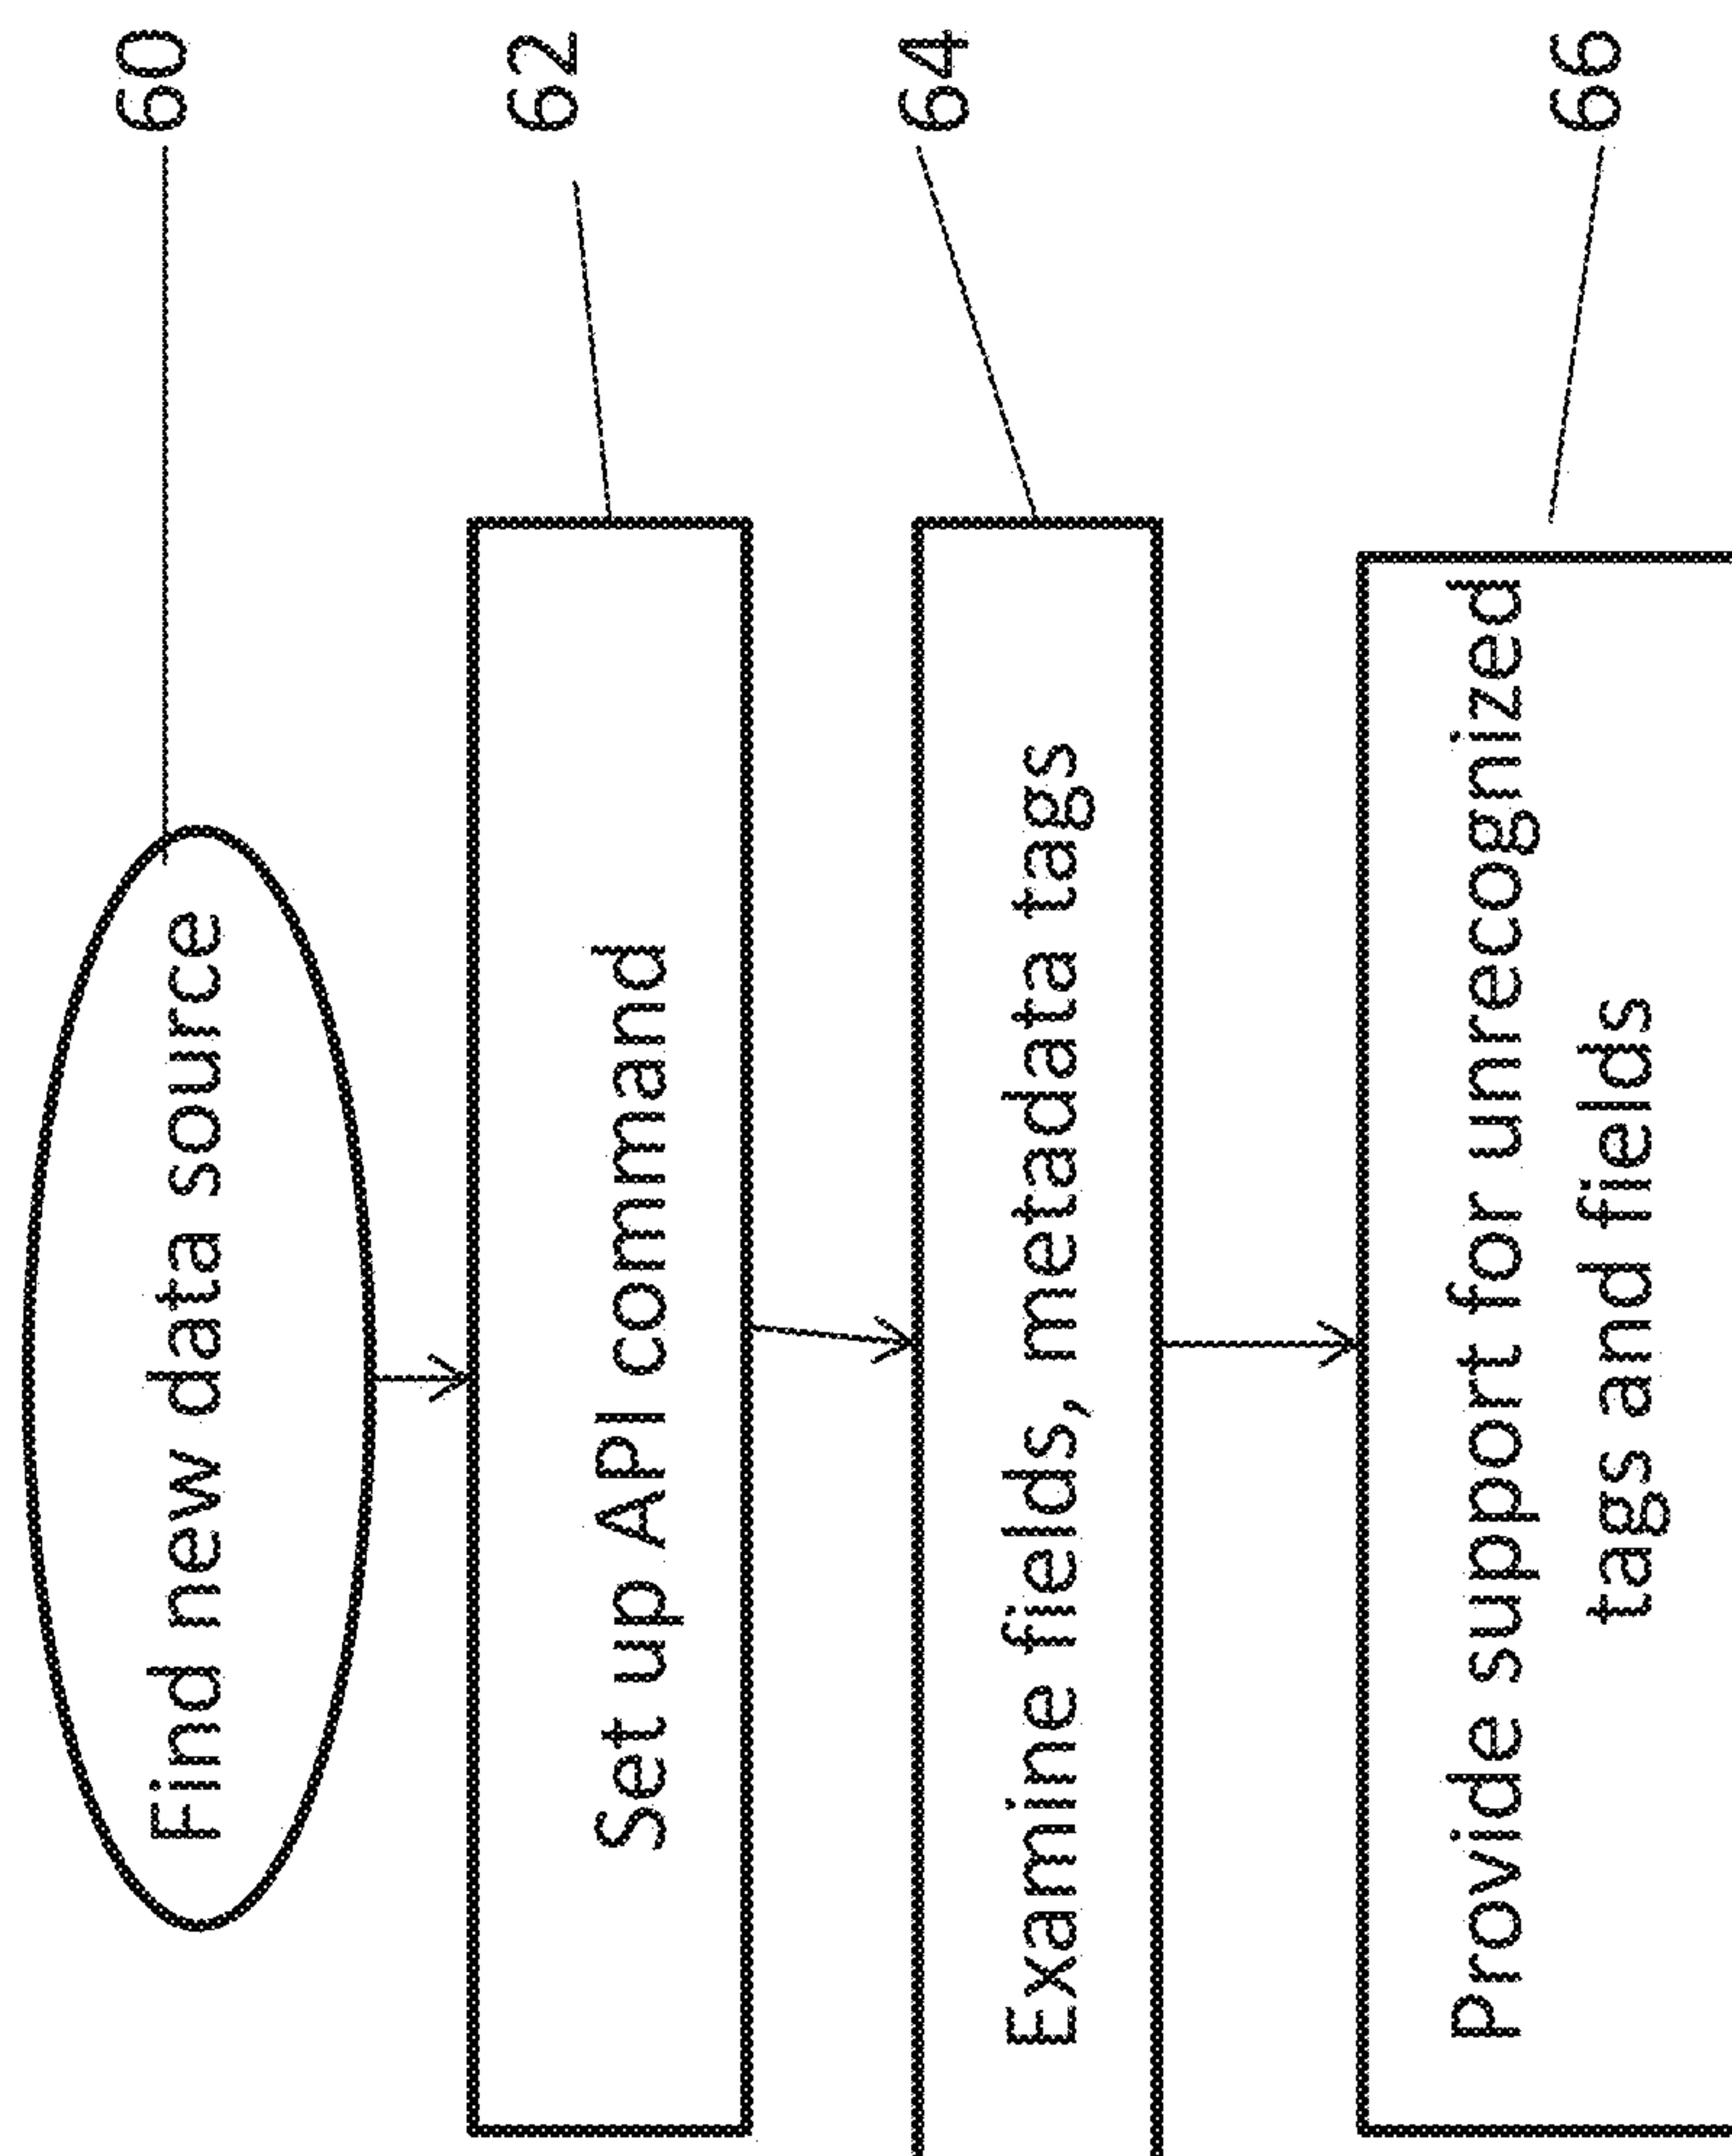 Find new data source
60
Set up API command
62
Examine fields, metadata tags
64
Provide support for unrecognized
tags and fields
66